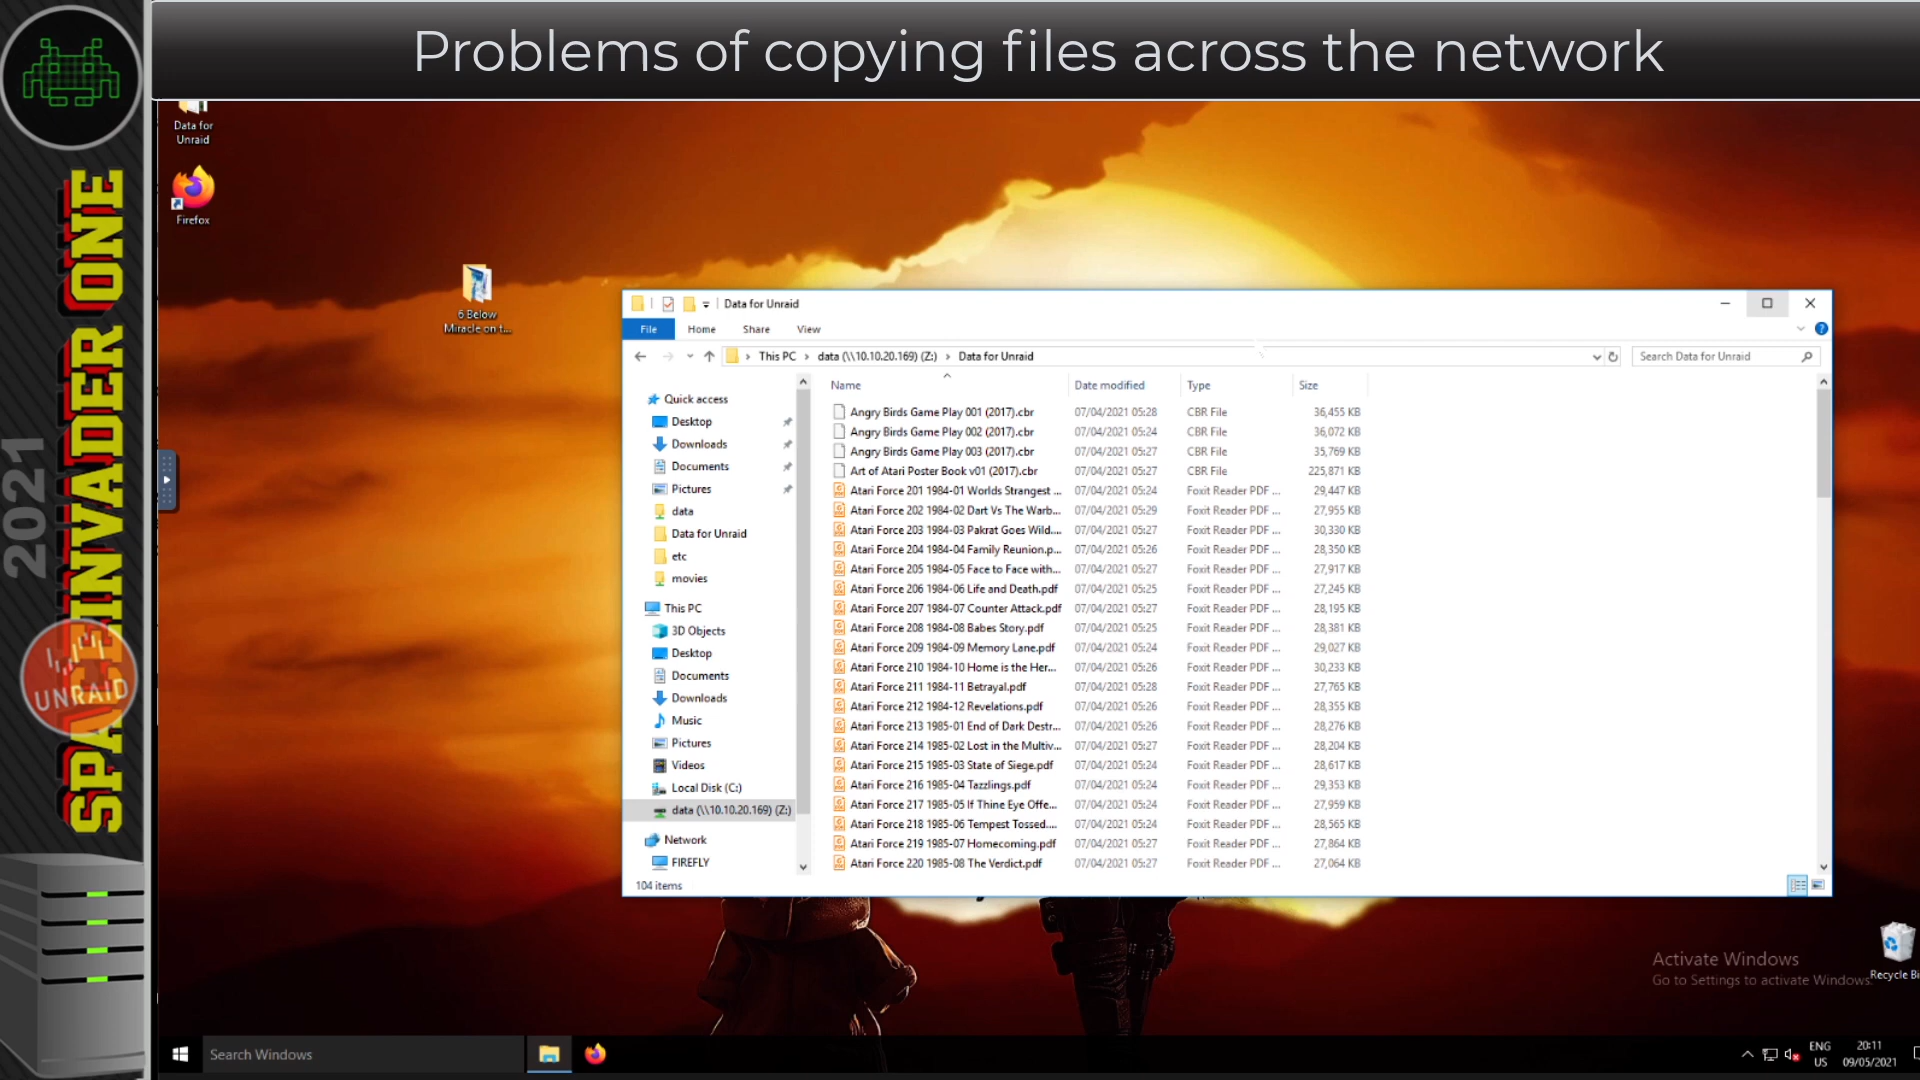 Problems of copying files across the network
2021
SPACEINVADER ONE
UNRAID
Data for
Unraid
Firefox
6 Below
Miracle on t...
Data for Unraid
File Home Share View
This PC > data (\\10.10.20.169) (Z:) > Data for Unraid
Search Data for Unraid
Quick access
Desktop
Downloads
Documents
Pictures
data
Data for Unraid
etc
movies
This PC
3D Objects
Desktop
Documents
Downloads
Music
Pictures
Videos
Local Disk (C:)
data (\\10.10.20.169) (Z:)
Network
FIREFLY
104 items
Name Date modified Type Size
Angry Birds Game Play 001 (2017).cbr 07/04/2021 05:28 CBR File 36,455 KB
Angry Birds Game Play 002 (2017).cbr 07/04/2021 05:24 CBR File 36,072 KB
Angry Birds Game Play 003 (2017).cbr 07/04/2021 05:27 CBR File 35,769 KB
Art of Atari Poster Book v01 (2017).cbr 07/04/2021 05:27 CBR File 225,871 KB
Atari Force 201 1984-01 Worlds Strangest ... 07/04/2021 05:24 Foxit Reader PDF ... 29,447 KB
Atari Force 202 1984-02 Dart Vs The Warb... 07/04/2021 05:29 Foxit Reader PDF ... 27,955 KB
Atari Force 203 1984-03 Pakrat Goes Wild.... 07/04/2021 05:27 Foxit Reader PDF ... 30,330 KB
Atari Force 204 1984-04 Family Reunion.p... 07/04/2021 05:26 Foxit Reader PDF ... 28,350 KB
Atari Force 205 1984-05 Face to Face with... 07/04/2021 05:27 Foxit Reader PDF ... 27,917 KB
Atari Force 206 1984-06 Life and Death.pdf 07/04/2021 05:25 Foxit Reader PDF ... 27,245 KB
Atari Force 207 1984-07 Counter Attack.pdf 07/04/2021 05:27 Foxit Reader PDF ... 28,195 KB
Atari Force 208 1984-08 Babes Story.pdf 07/04/2021 05:25 Foxit Reader PDF ... 28,381 KB
Atari Force 209 1984-09 Memory Lane.pdf 07/04/2021 05:24 Foxit Reader PDF ... 29,027 KB
Atari Force 210 1984-10 Home is the Her... 07/04/2021 05:26 Foxit Reader PDF ... 30,233 KB
Atari Force 211 1984-11 Betrayal.pdf 07/04/2021 05:28 Foxit Reader PDF ... 27,765 KB
Atari Force 212 1984-12 Revelations.pdf 07/04/2021 05:26 Foxit Reader PDF ... 28,355 KB
Atari Force 213 1985-01 End of Dark Destr... 07/04/2021 05:26 Foxit Reader PDF ... 28,276 KB
Atari Force 214 1985-02 Lost in the Multiv... 07/04/2021 05:27 Foxit Reader PDF ... 28,204 KB
Atari Force 215 1985-03 State of Siege.pdf 07/04/2021 05:24 Foxit Reader PDF ... 28,617 KB
Atari Force 216 1985-04 Tazzlings.pdf 07/04/2021 05:24 Foxit Reader PDF ... 29,353 KB
Atari Force 217 1985-05 If Thine Eye Offe... 07/04/2021 05:24 Foxit Reader PDF ... 27,959 KB
Atari Force 218 1985-06 Tempest Tossed.... 07/04/2021 05:24 Foxit Reader PDF ... 28,565 KB
Atari Force 219 1985-07 Homecoming.pdf 07/04/2021 05:27 Foxit Reader PDF ... 27,864 KB
Atari Force 220 1985-08 The Verdict.pdf 07/04/2021 05:27 Foxit Reader PDF ... 27,064 KB
Activate Windows
Go to Settings to activate Windows.
Recycle Bi
Search Windows
ENG
US
20:11
09/05/2021